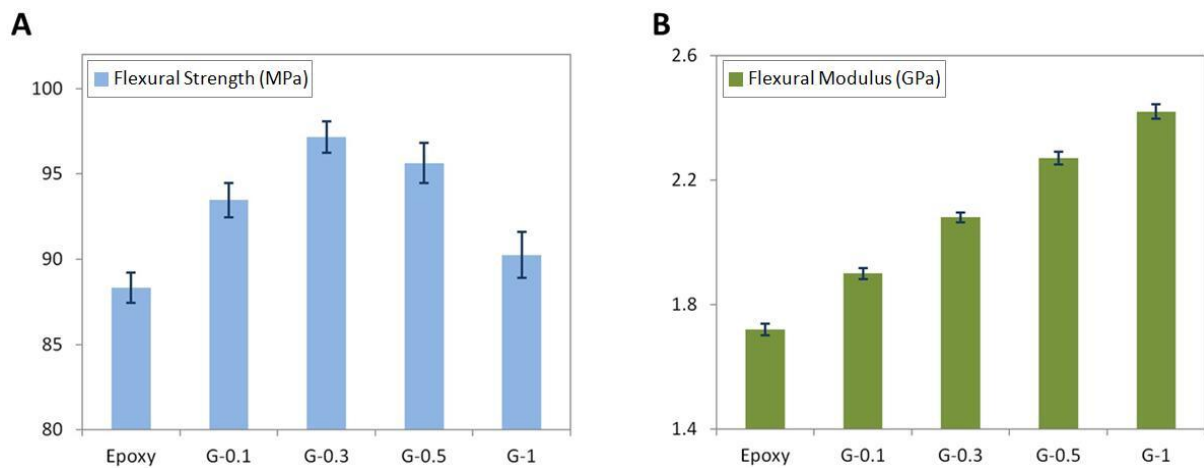 A
Flexural Strength (MPa)
100
95
90
85
80
Epoxy G-0.1 G-0.3 G-0.5 G-1
B
Flexural Modulus (GPa)
2.6
2.2
1.8
1.4
Epoxy G-0.1 G-0.3 G-0.5 G-1